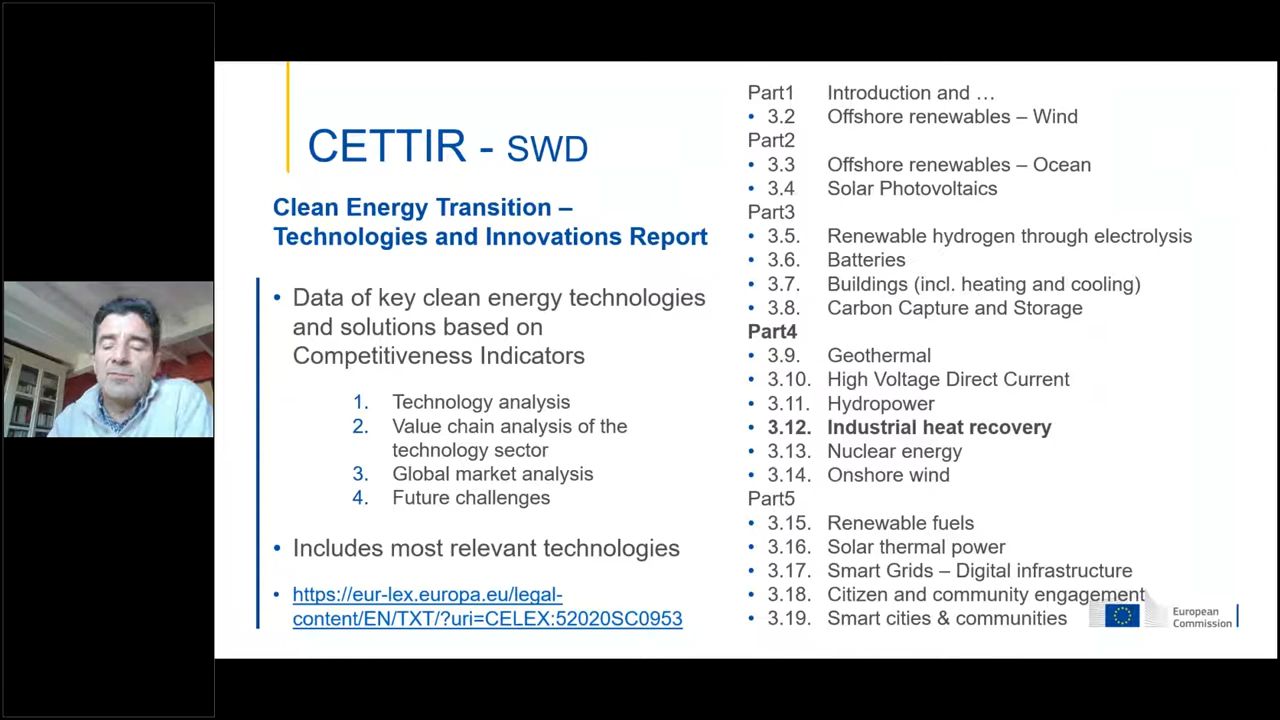 CETTIR - SWD
Clean Energy Transition –
Technologies and Innovations Report
• Data of key clean energy technologies
and solutions based on
Competitiveness Indicators
1. Technology analysis
2. Value chain analysis of the
technology sector
3. Global market analysis
4. Future challenges
• Includes most relevant technologies
• https://eur-lex.europa.eu/legal-
content/EN/TXT/?uri=CELEX:52020SC0953
Part1 Introduction and …
• 3.2 Offshore renewables – Wind
Part2
• 3.3 Offshore renewables – Ocean
• 3.4 Solar Photovoltaics
Part3
• 3.5. Renewable hydrogen through electrolysis
• 3.6. Batteries
• 3.7. Buildings (incl. heating and cooling)
• 3.8. Carbon Capture and Storage
Part4
• 3.9. Geothermal
• 3.10. High Voltage Direct Current
• 3.11. Hydropower
• 3.12. Industrial heat recovery
• 3.13. Nuclear energy
• 3.14. Onshore wind
Part5
• 3.15. Renewable fuels
• 3.16. Solar thermal power
• 3.17. Smart Grids – Digital infrastructure
• 3.18. Citizen and community engagement
• 3.19. Smart cities & communities
European
Commission